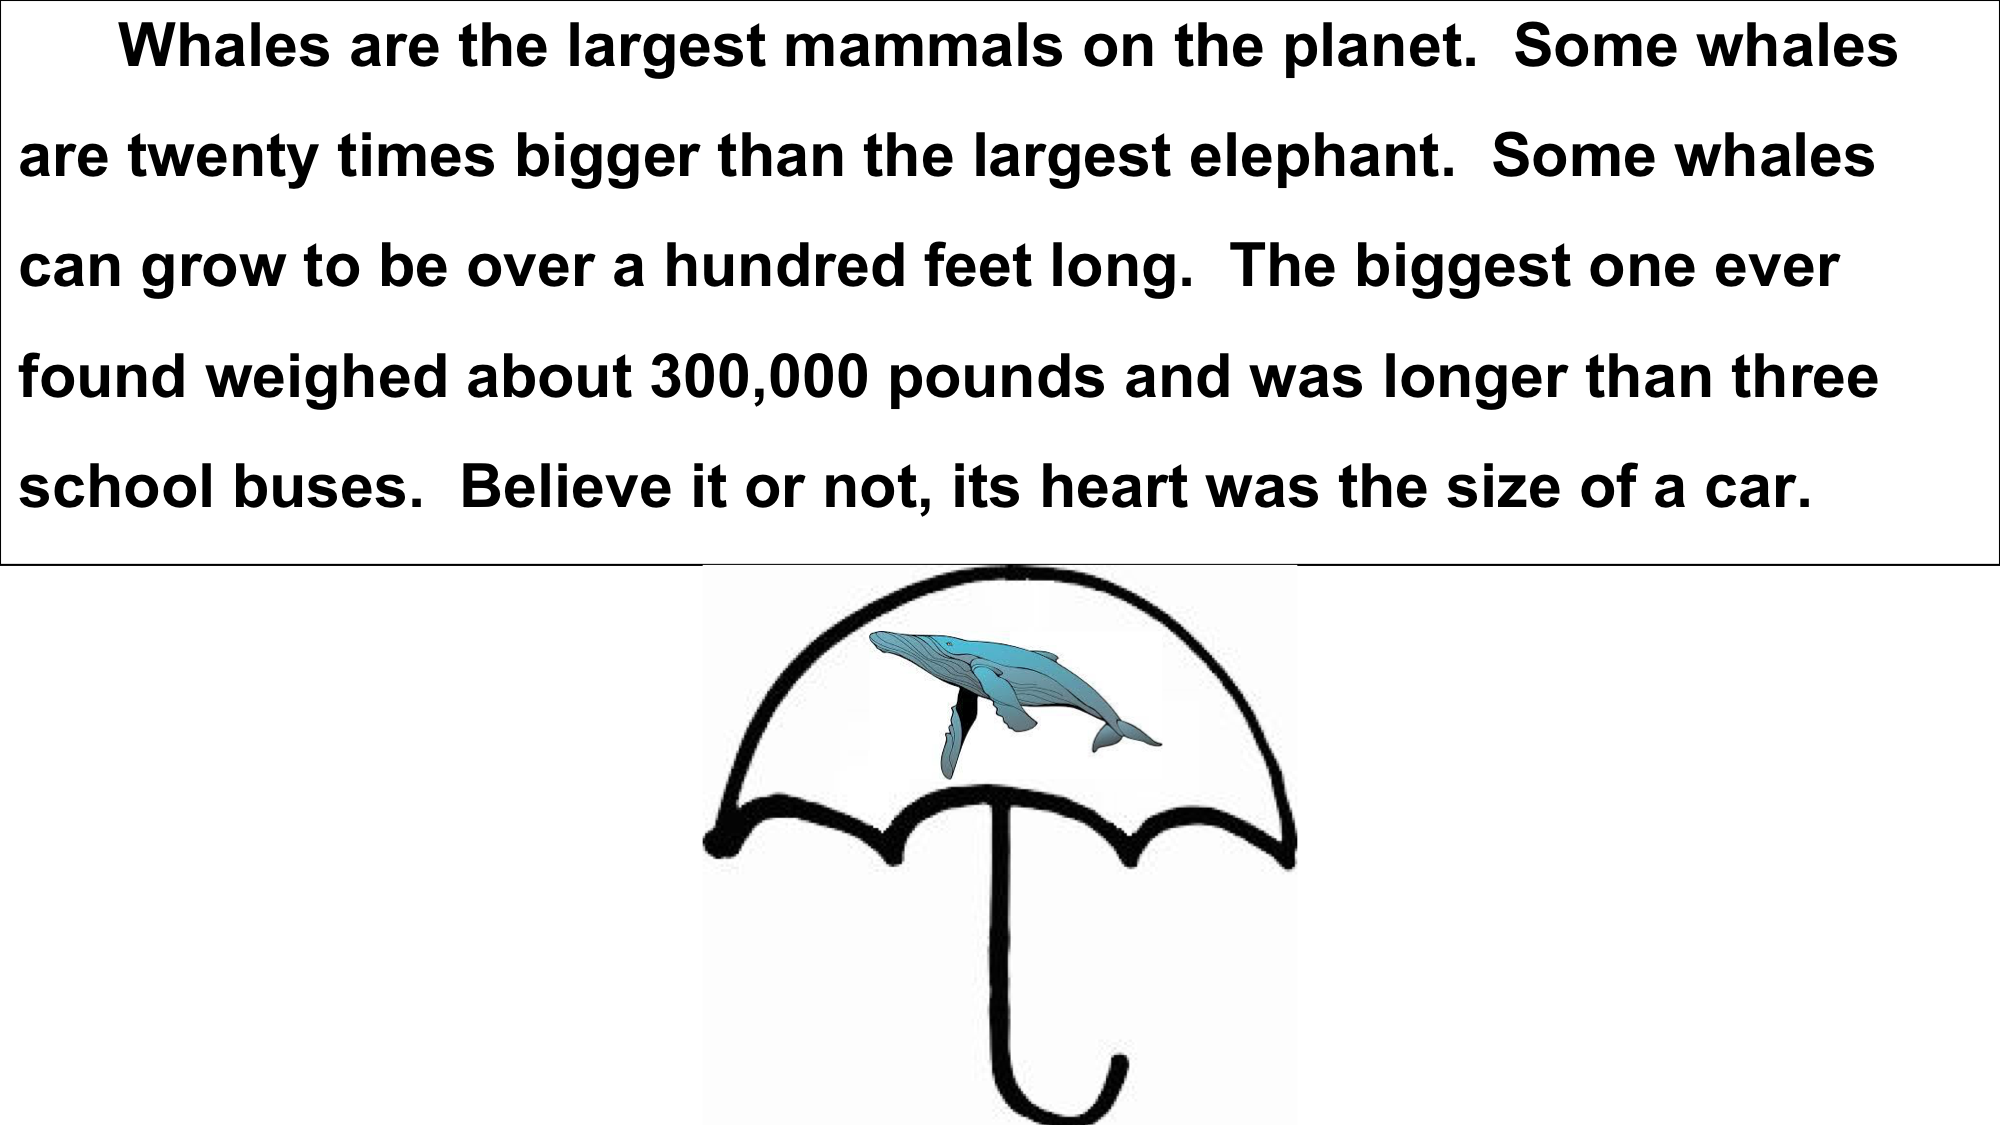 Whales are the largest mammals on the planet.  Some whales
are twenty times bigger than the largest elephant.  Some whales
can grow to be over a hundred feet long.  The biggest one ever
found weighed about 300,000 pounds and was longer than three
school buses.  Believe it or not, its heart was the size of a car.